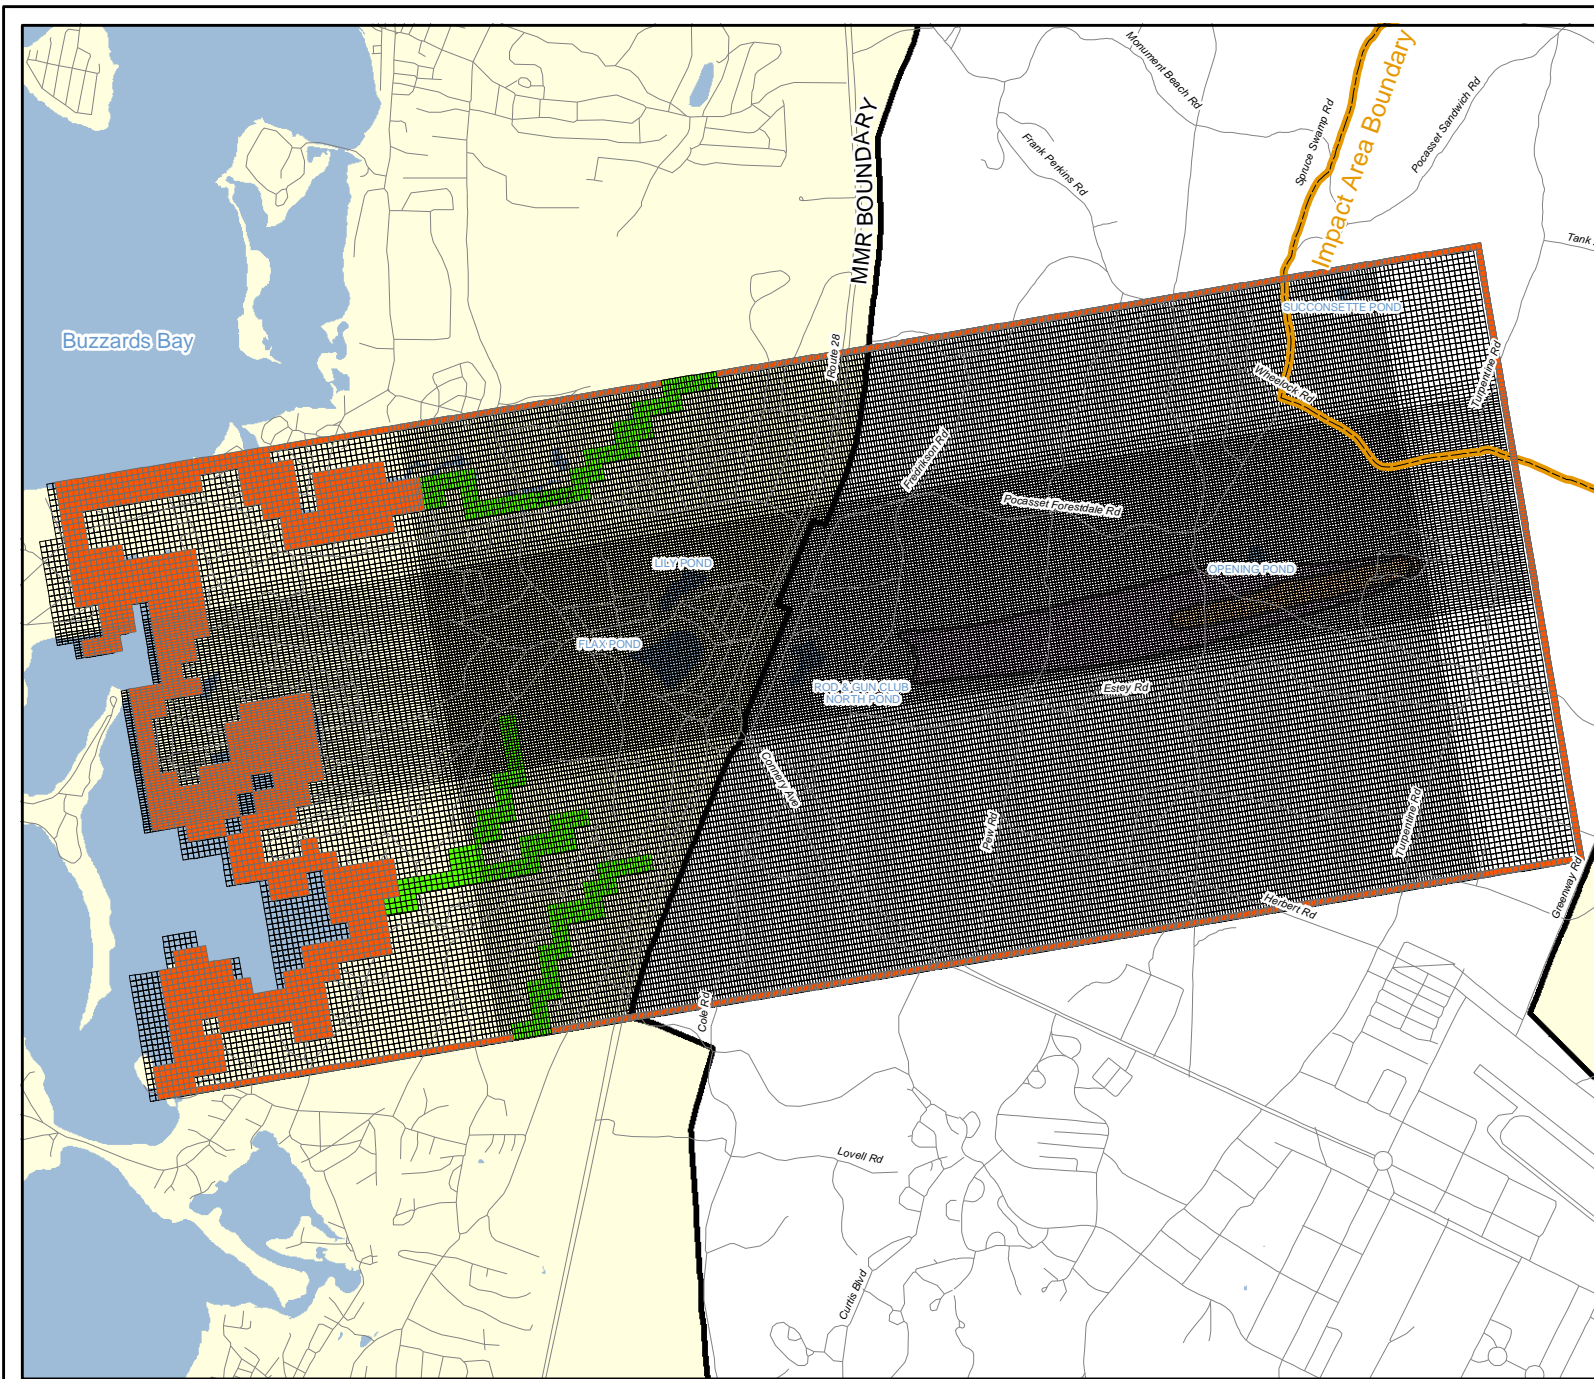 Monument Beach Rd
Impact Area Boundary
Spruce Swamp Rd
Pocasset Sandwich Rd
MMR BOUNDARY
Frank Perkins Rd
Tank
Buzzards Bay
SUCCONSETTE POND
Route 28
Turpentine Rd
Wheelock Rd
Fredrikson Rd
Pocasset Forestdale Rd
LILY POND
OPENING POND
FLAX POND
ROD & GUN CLUB
NORTH POND
Estey Rd
Connery Ave
Pew Rd
Turpentine Rd
Herbert Rd
Greenway Rd
Cole Rd
Lovell Rd
Curtis Blvd